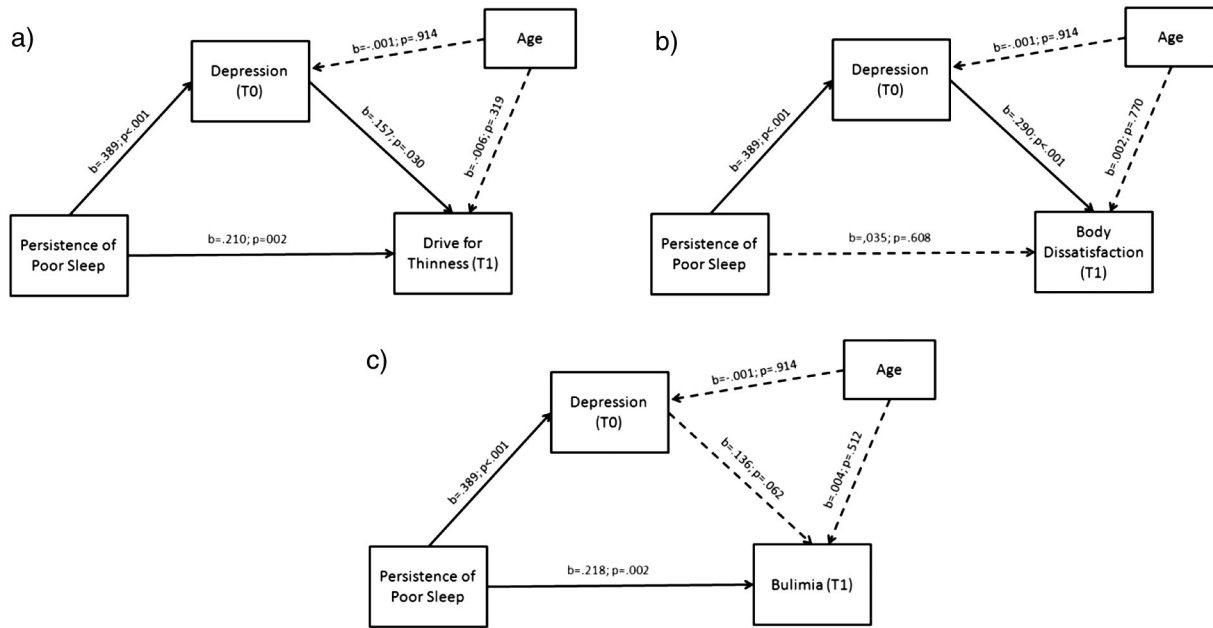 a)
Depression
(T0)
Age
b=-.001; p=.914
b=.389; p<.001
b=.157; p=.030
b=-.006; p=.319
Persistence of
Poor Sleep
b=.210; p=002
Drive for
Thinness (T1)
b)
Depression
(T0)
Age
b=-.001; p=.914
b=.389; p<.001
b=.290; p<.001
b=.002; p=.770
Persistence of
Poor Sleep
b=,035; p=.608
Body
Dissatisfaction
(T1)
c)
Depression
(T0)
Age
b=-.001; p=.914
b=.389; p<.001
b=.136; p=.062
b=.004; p=.512
Persistence of
Poor Sleep
b=.218; p=.002
Bulimia (T1)